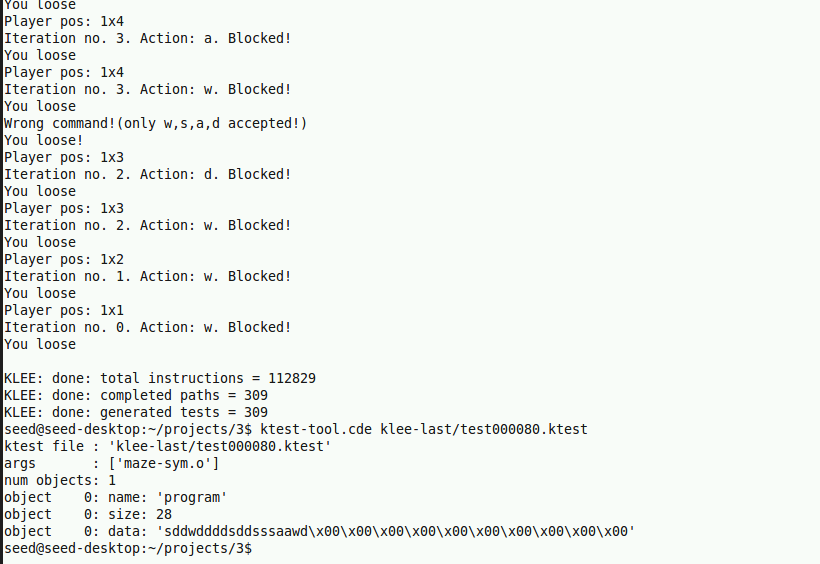 You loose
Player pos: 1x4
Iteration no. 3. Action: a. Blocked!
You loose
Player pos: 1x4
Iteration no. 3. Action: w. Blocked!
You loose
Wrong command!(only w,s,a,d accepted!)
You loose!
Player pos: 1x3
Iteration no. 2. Action: d. Blocked!
You loose
Player pos: 1x3
Iteration no. 2. Action: w. Blocked!
You loose
Player pos: 1x2
Iteration no. 1. Action: w. Blocked!
You loose
Player pos: 1x1
Iteration no. 0. Action: w. Blocked!
You loose
KLEE: done: total instructions = 112829
KLEE: done: completed paths = 309
KLEE: done: generated tests = 309
seed@seed-desktop:~/projects/3$ ktest-tool.cde klee-last/test000080.ktest
ktest file : 'klee-last/test000080.ktest'
args       : ['maze-sym.o']
num objects: 1
object    0: name: 'program'
object    0: size: 28
object    0: data: 'sddwddddsddsssaawd\x00\x00\x00\x00\x00\x00\x00\x00\x00\x00'
seed@seed-desktop:~/projects/3$